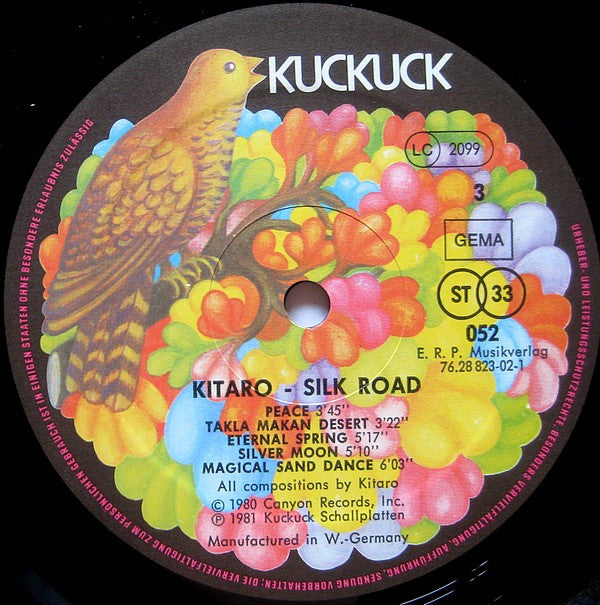 KUCKUCK
LC 2099
3
GEMA
ST 33
052
E. R. P. Musikverlag
76.28 823-02-1
KITARO - SILK ROAD
PEACE 3'45''
TAKLA MAKAN DESERT 3'22''
ETERNAL SPRING 5'17''
SILVER MOON 5'10''
MAGICAL SAND DANCE 6'03''
All compositions by Kitaro
© 1980 Canyon Records, Inc.
℗ 1981 Kuckuck Schallplatten
Manufactured in W.-Germany
URHEBER- UND LEISTUNGSSCHUTZRECHTE, BESONDERS VERVIELFÄLTIGUNG, AUFFÜHRUNG, SENDUNG VORBEHALTEN: DIE VERVIELFÄLTIGUNG ZUM PERSÖNLICHEN GEBRAUCH IST IN EINIGEN STAATEN OHNE BESONDERE ERLAUBNIS ZULÄSSIG